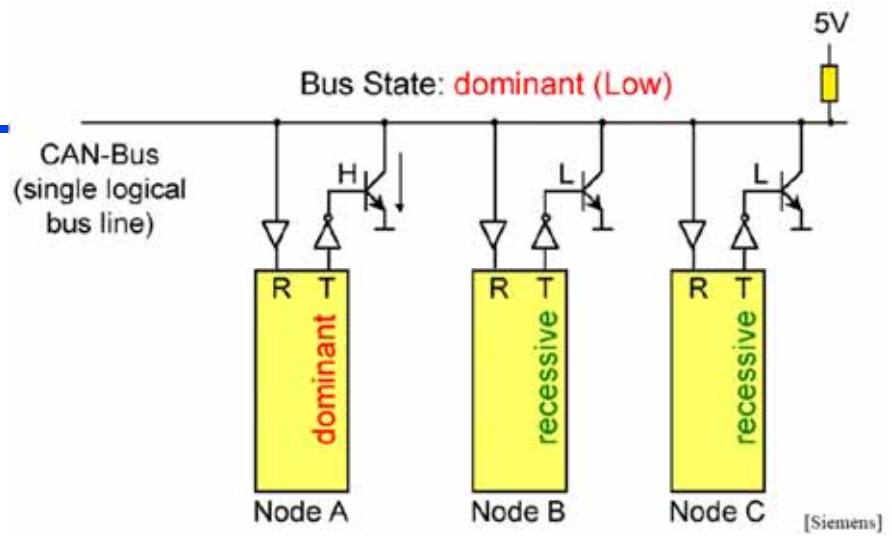 5V
Bus State: dominant (Low)
CAN-Bus
(single logical
bus line)
H
L
L
R T
R T
R T
dominant
recessive
recessive
Node A
Node B
Node C
[Siemens]